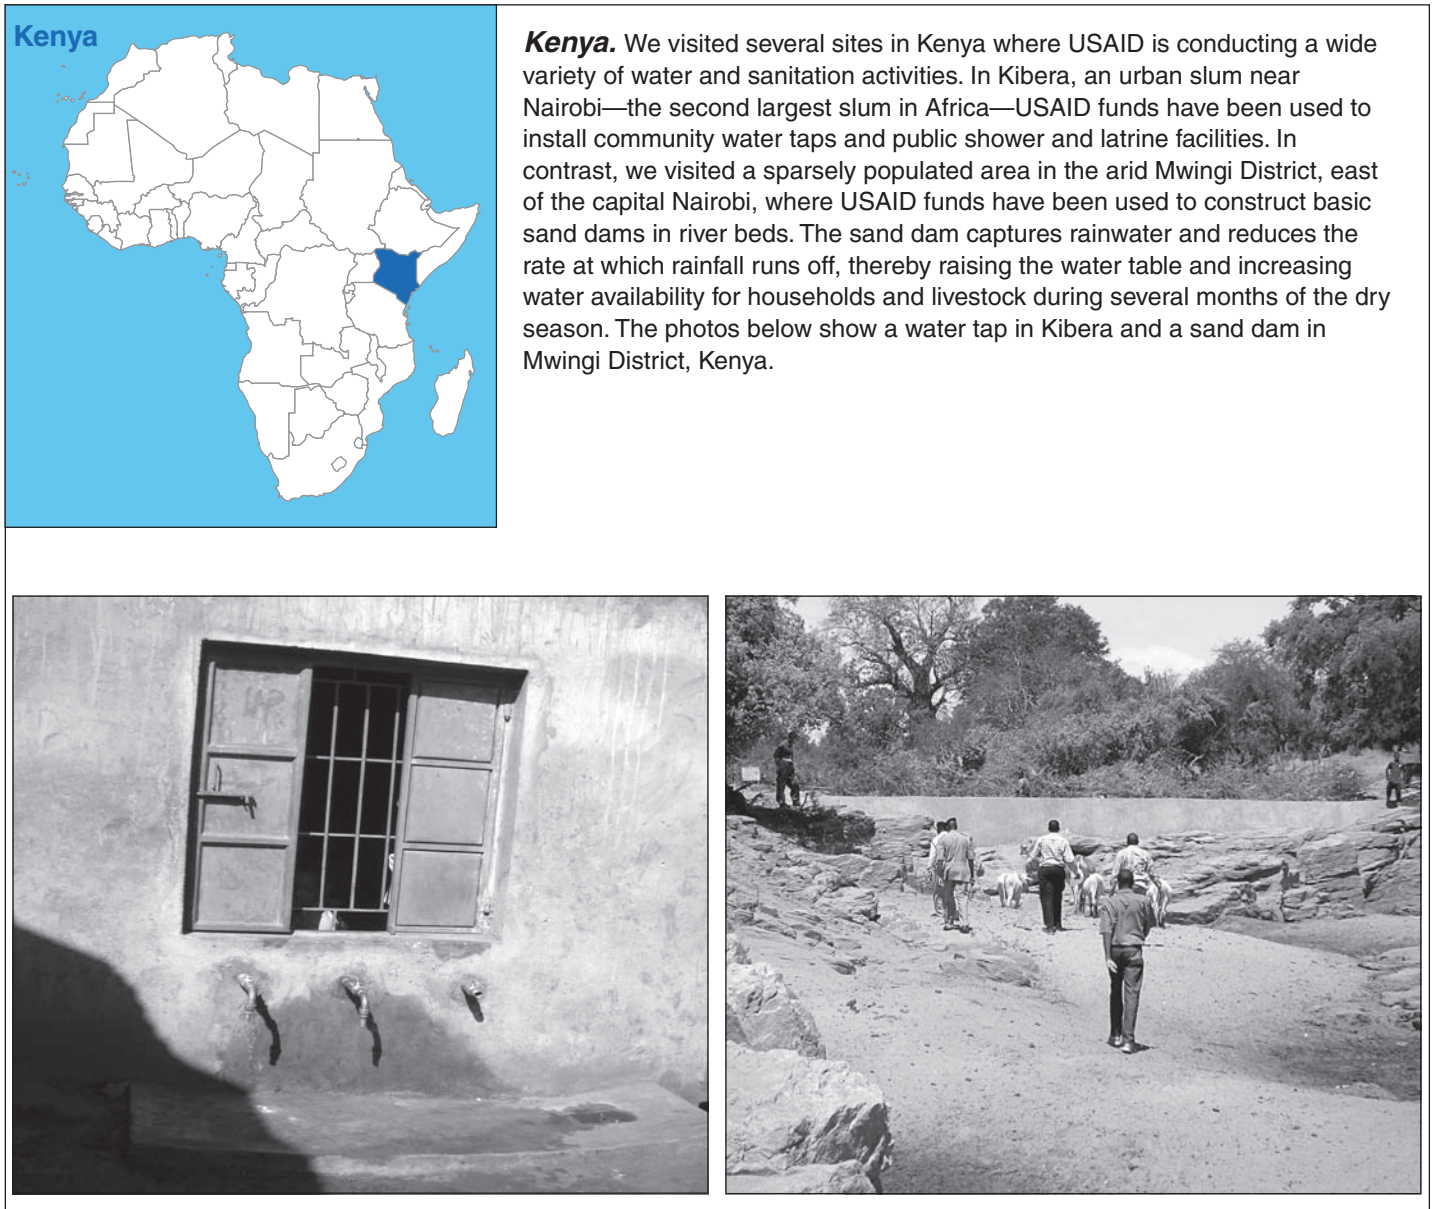 Kenya
Kenya. We visited several sites in Kenya where USAID is conducting a wide
variety of water and sanitation activities. In Kibera, an urban slum near
Nairobi—the second largest slum in Africa—USAID funds have been used to
install community water taps and public shower and latrine facilities. In
contrast, we visited a sparsely populated area in the arid Mwingi District, east
of the capital Nairobi, where USAID funds have been used to construct basic
sand dams in river beds. The sand dam captures rainwater and reduces the
rate at which rainfall runs off, thereby raising the water table and increasing
water availability for households and livestock during several months of the dry
season. The photos below show a water tap in Kibera and a sand dam in
Mwingi District, Kenya.